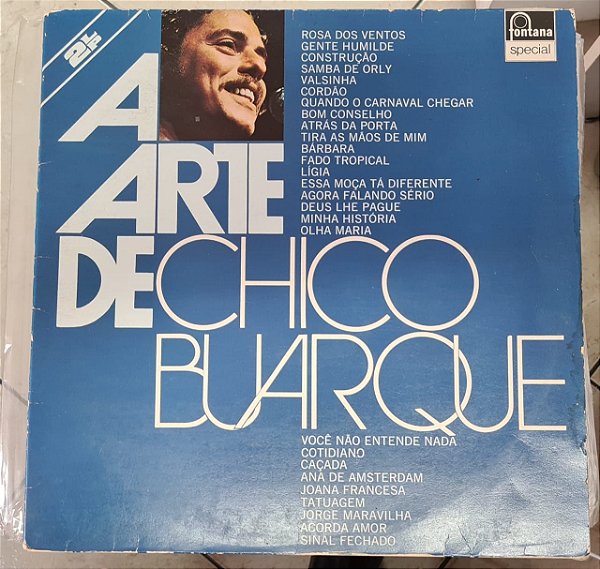 2LP
fontana
special
A
ARTE
DE CHICO
BUARQUE
ROSA DOS VENTOS
GENTE HUMILDE
CONSTRUÇÃO
SAMBA DE ORLY
VALSINHA
CORDÃO
QUANDO O CARNAVAL CHEGAR
BOM CONSELHO
ATRÁS DA PORTA
TIRA AS MÃOS DE MIM
BÁRBARA
FADO TROPICAL
LÍGIA
ESSA MOÇA TÁ DIFERENTE
AGORA FALANDO SÉRIO
DEUS LHE PAGUE
MINHA HISTÓRIA
OLHA MARIA
VOCÊ NÃO ENTENDE NADA
COTIDIANO
CAÇADA
ANA DE AMSTERDAM
JOANA FRANCESA
TATUAGEM
JORGE MARAVILHA
ACORDA AMOR
SINAL FECHADO